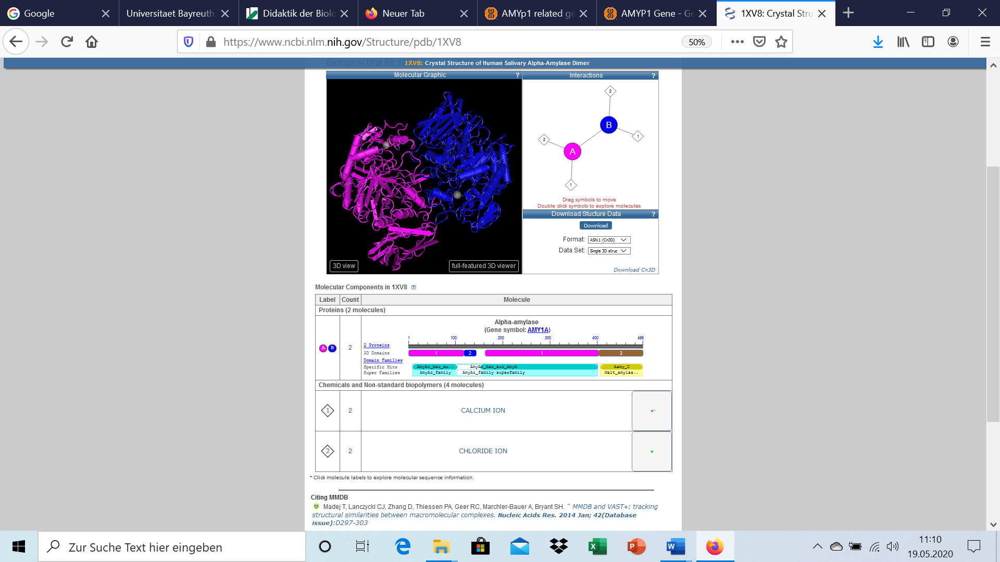 Google
Universitaet Bayreuth
Didaktik der Biolo
Neuer Tab
AMYp1 related ge
AMYP1 Gene - Ge
1XV8: Crystal Stru
https://www.ncbi.nlm.nih.gov/Structure/pdb/1XV8
50%
1XV8: Crystal Structure of Human Salivary Alpha-Amylase Dimer
Biological Unit for 1
Molecular Graphic ?
Interactions ?
2
B
2
1
A
1
Drag symbols to move
Double click symbols to explore molecules
3D view
full-featured 3D viewer
Download Stucture Data ?
Download
Format: ASN.1 (Cn3D)
Data Set: Single 3D struc
Download Cn3D
Molecular Components in 1XV8 ?
Label Count Molecule
Proteins (2 molecules)
A B
2
Alpha-amylase
(Gene symbol: AMY1A)
1 100 200 300 400 496
2 Proteins
3D Domains 1 2 1 3
Domain Families
Specific Hits AmyAc_bac_eu.. AmyAc_bac_euk_AmyA Aamy_C
Super Families AmyAc_family AmyAc_family superfamily Malt_amylas..
Chemicals and Non-standard biopolymers (4 molecules)
1 2 CALCIUM ION
2 2 CHLORIDE ION
* Click molecule labels to explore molecular sequence information.
Citing MMDB
Madej T, Lanczycki CJ, Zhang D, Thiessen PA, Geer RC, Marchler-Bauer A, Bryant SH. " MMDB and VAST+: tracking
structural similarities between macromolecular complexes. Nucleic Acids Res. 2014 Jan; 42(Database
issue):D297-303
Zur Suche Text hier eingeben
11:10
19.05.2020